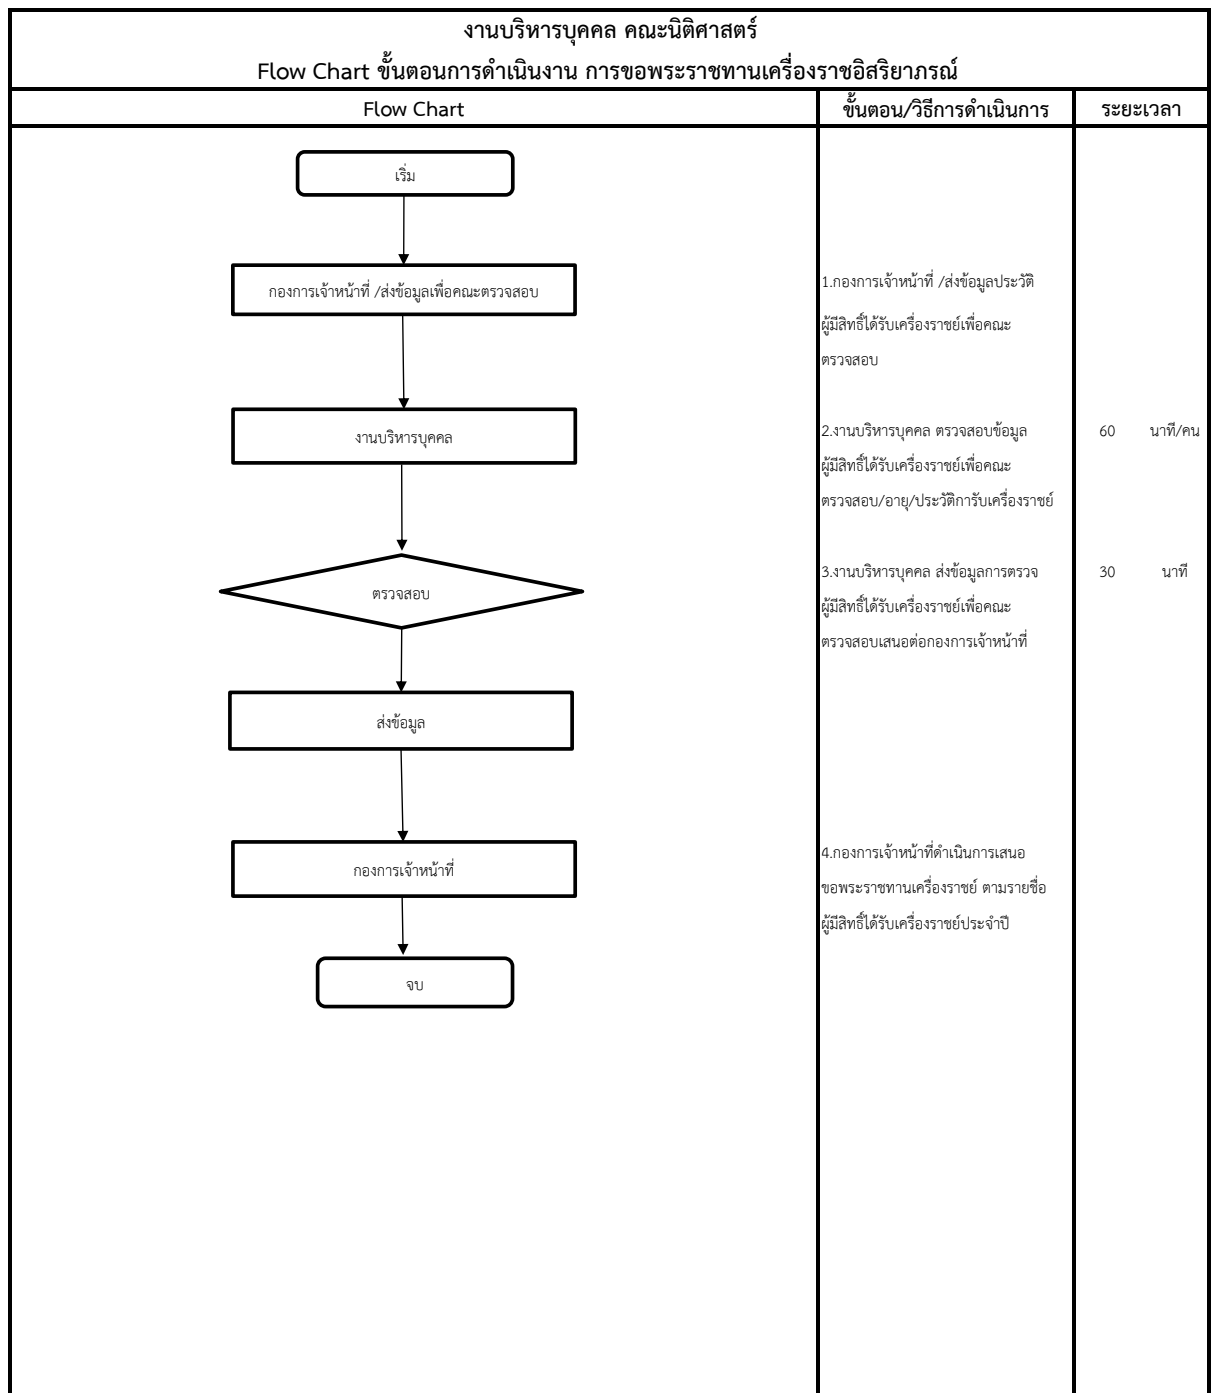 งานบริหารบุคคล คณะนิติศาสตร์
Flow Chart ขั้นตอนการดำเนินงาน การขอพระราชทานเครื่องราชอิสริยาภรณ์
Flow Chart
ขั้นตอน/วิธีการดำเนินการ
ระยะเวลา
เริ่ม
กองการเจ้าหน้าที่ /ส่งข้อมูลเพื่อคณะตรวจสอบ
งานบริหารบุคคล
ตรวจสอบ
ส่งข้อมูล
กองการเจ้าหน้าที่
จบ
1.กองการเจ้าหน้าที่ /ส่งข้อมูลประวัติ
ผู้มีสิทธิ์ได้รับเครื่องราชย์เพื่อคณะ
ตรวจสอบ
2.งานบริหารบุคคล ตรวจสอบข้อมูล
60 นาที/คน
ผู้มีสิทธิ์ได้รับเครื่องราชย์เพื่อคณะ
ตรวจสอบ/อายุ/ประวัติการับเครื่องราชย์
3.งานบริหารบุคคล ส่งข้อมูลการตรวจ
30 นาที
ผู้มีสิทธิ์ได้รับเครื่องราชย์เพื่อคณะ
ตรวจสอบเสนอต่อกองการเจ้าหน้าที่
4.กองการเจ้าหน้าที่ดำเนินการเสนอ
ขอพระราชทานเครื่องราชย์ ตามรายชื่อ
ผู้มีสิทธิ์ได้รับเครื่องราชย์ประจำปี